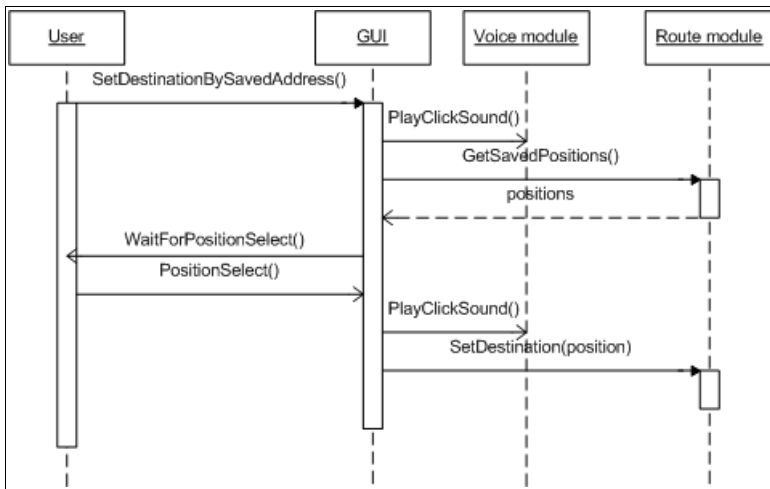 User
GUI
Voice module
Route module
SetDestinationBySavedAddress()
PlayClickSound()
GetSavedPositions()
positions
WaitForPositionSelect()
PositionSelect()
PlayClickSound()
SetDestination(position)